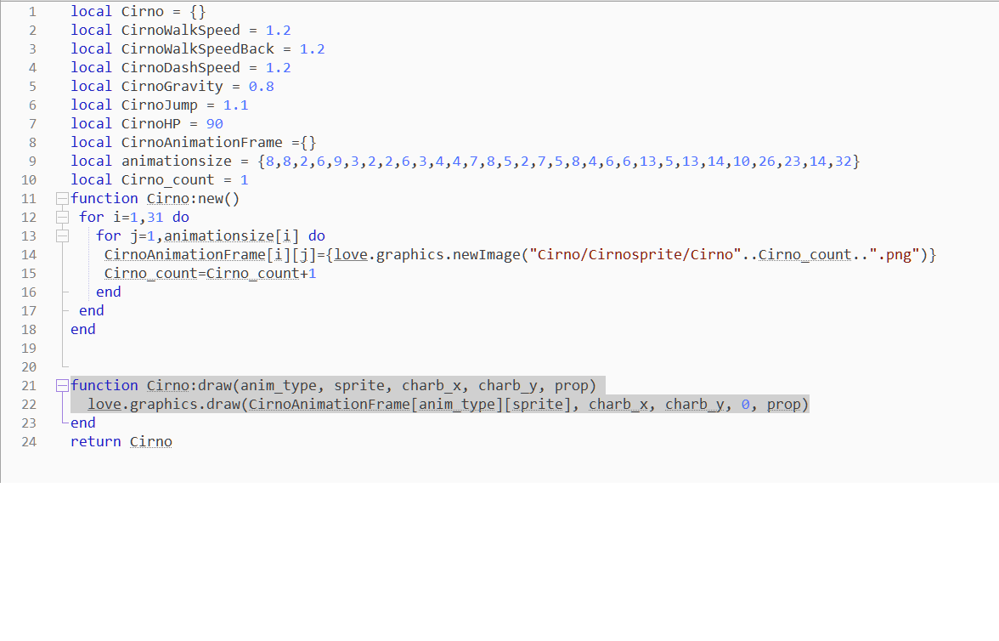 1 local Cirno = {}
2 local CirnoWalkSpeed = 1.2
3 local CirnoWalkSpeedBack = 1.2
4 local CirnoDashSpeed = 1.2
5 local CirnoGravity = 0.8
6 local CirnoJump = 1.1
7 local CirnoHP = 90
8 local CirnoAnimationFrame ={}
9 local animationsize = {8,8,2,6,9,3,2,2,6,3,4,4,7,8,5,2,7,5,8,4,6,6,13,5,13,14,10,26,23,14,32}
10 local Cirno_count = 1
11 function Cirno:new()
12  for i=1,31 do
13    for j=1,animationsize[i] do
14     CirnoAnimationFrame[i][j]={love.graphics.newImage("Cirno/Cirnosprite/Cirno"..Cirno_count..".png")}
15     Cirno_count=Cirno_count+1
16    end
17  end
18 end
19
20
21 function Cirno:draw(anim_type, sprite, charb_x, charb_y, prop)
22   love.graphics.draw(CirnoAnimationFrame[anim_type][sprite], charb_x, charb_y, 0, prop)
23 end
24 return Cirno